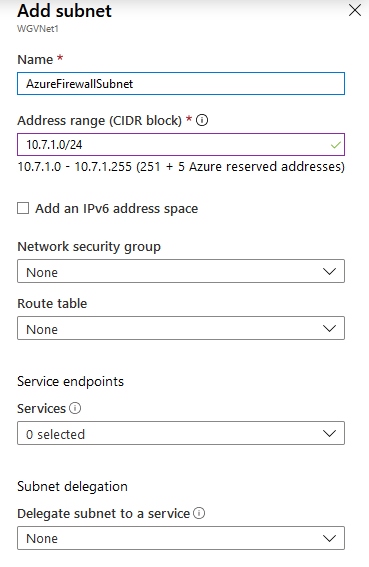 Add subnet
WGVNet1
Name *
AzureFirewallSubnet
Address range (CIDR block) *
10.7.1.0/24
10.7.1.0 - 10.7.1.255 (251 + 5 Azure reserved addresses)
Add an IPv6 address space
Network security group
None
Route table
None
Service endpoints
Services
0 selected
Subnet delegation
Delegate subnet to a service
None